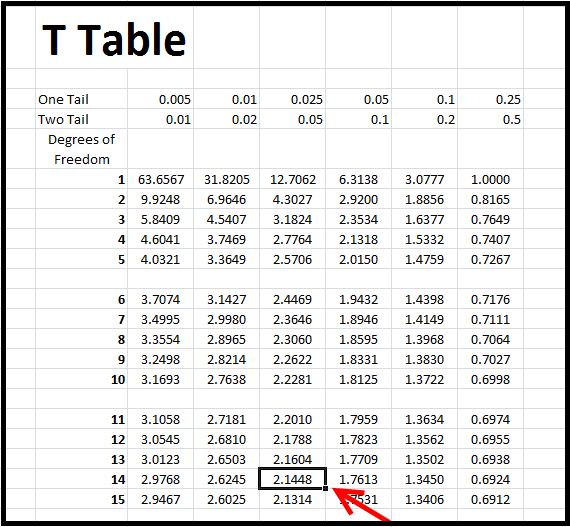 T Table
One Tail 0.005 0.01 0.025 0.05 0.1 0.25
Two Tail 0.01 0.02 0.05 0.1 0.2 0.5
Degrees of
Freedom
1 63.6567 31.8205 12.7062 6.3138 3.0777 1.0000
2 9.9248 6.9646 4.3027 2.9200 1.8856 0.8165
3 5.8409 4.5407 3.1824 2.3534 1.6377 0.7649
4 4.6041 3.7469 2.7764 2.1318 1.5332 0.7407
5 4.0321 3.3649 2.5706 2.0150 1.4759 0.7267
6 3.7074 3.1427 2.4469 1.9432 1.4398 0.7176
7 3.4995 2.9980 2.3646 1.8946 1.4149 0.7111
8 3.3554 2.8965 2.3060 1.8595 1.3968 0.7064
9 3.2498 2.8214 2.2622 1.8331 1.3830 0.7027
10 3.1693 2.7638 2.2281 1.8125 1.3722 0.6998
11 3.1058 2.7181 2.2010 1.7959 1.3634 0.6974
12 3.0545 2.6810 2.1788 1.7823 1.3562 0.6955
13 3.0123 2.6503 2.1604 1.7709 1.3502 0.6938
14 2.9768 2.6245 2.1448 1.7613 1.3450 0.6924
15 2.9467 2.6025 2.1314 1.7531 1.3406 0.6912